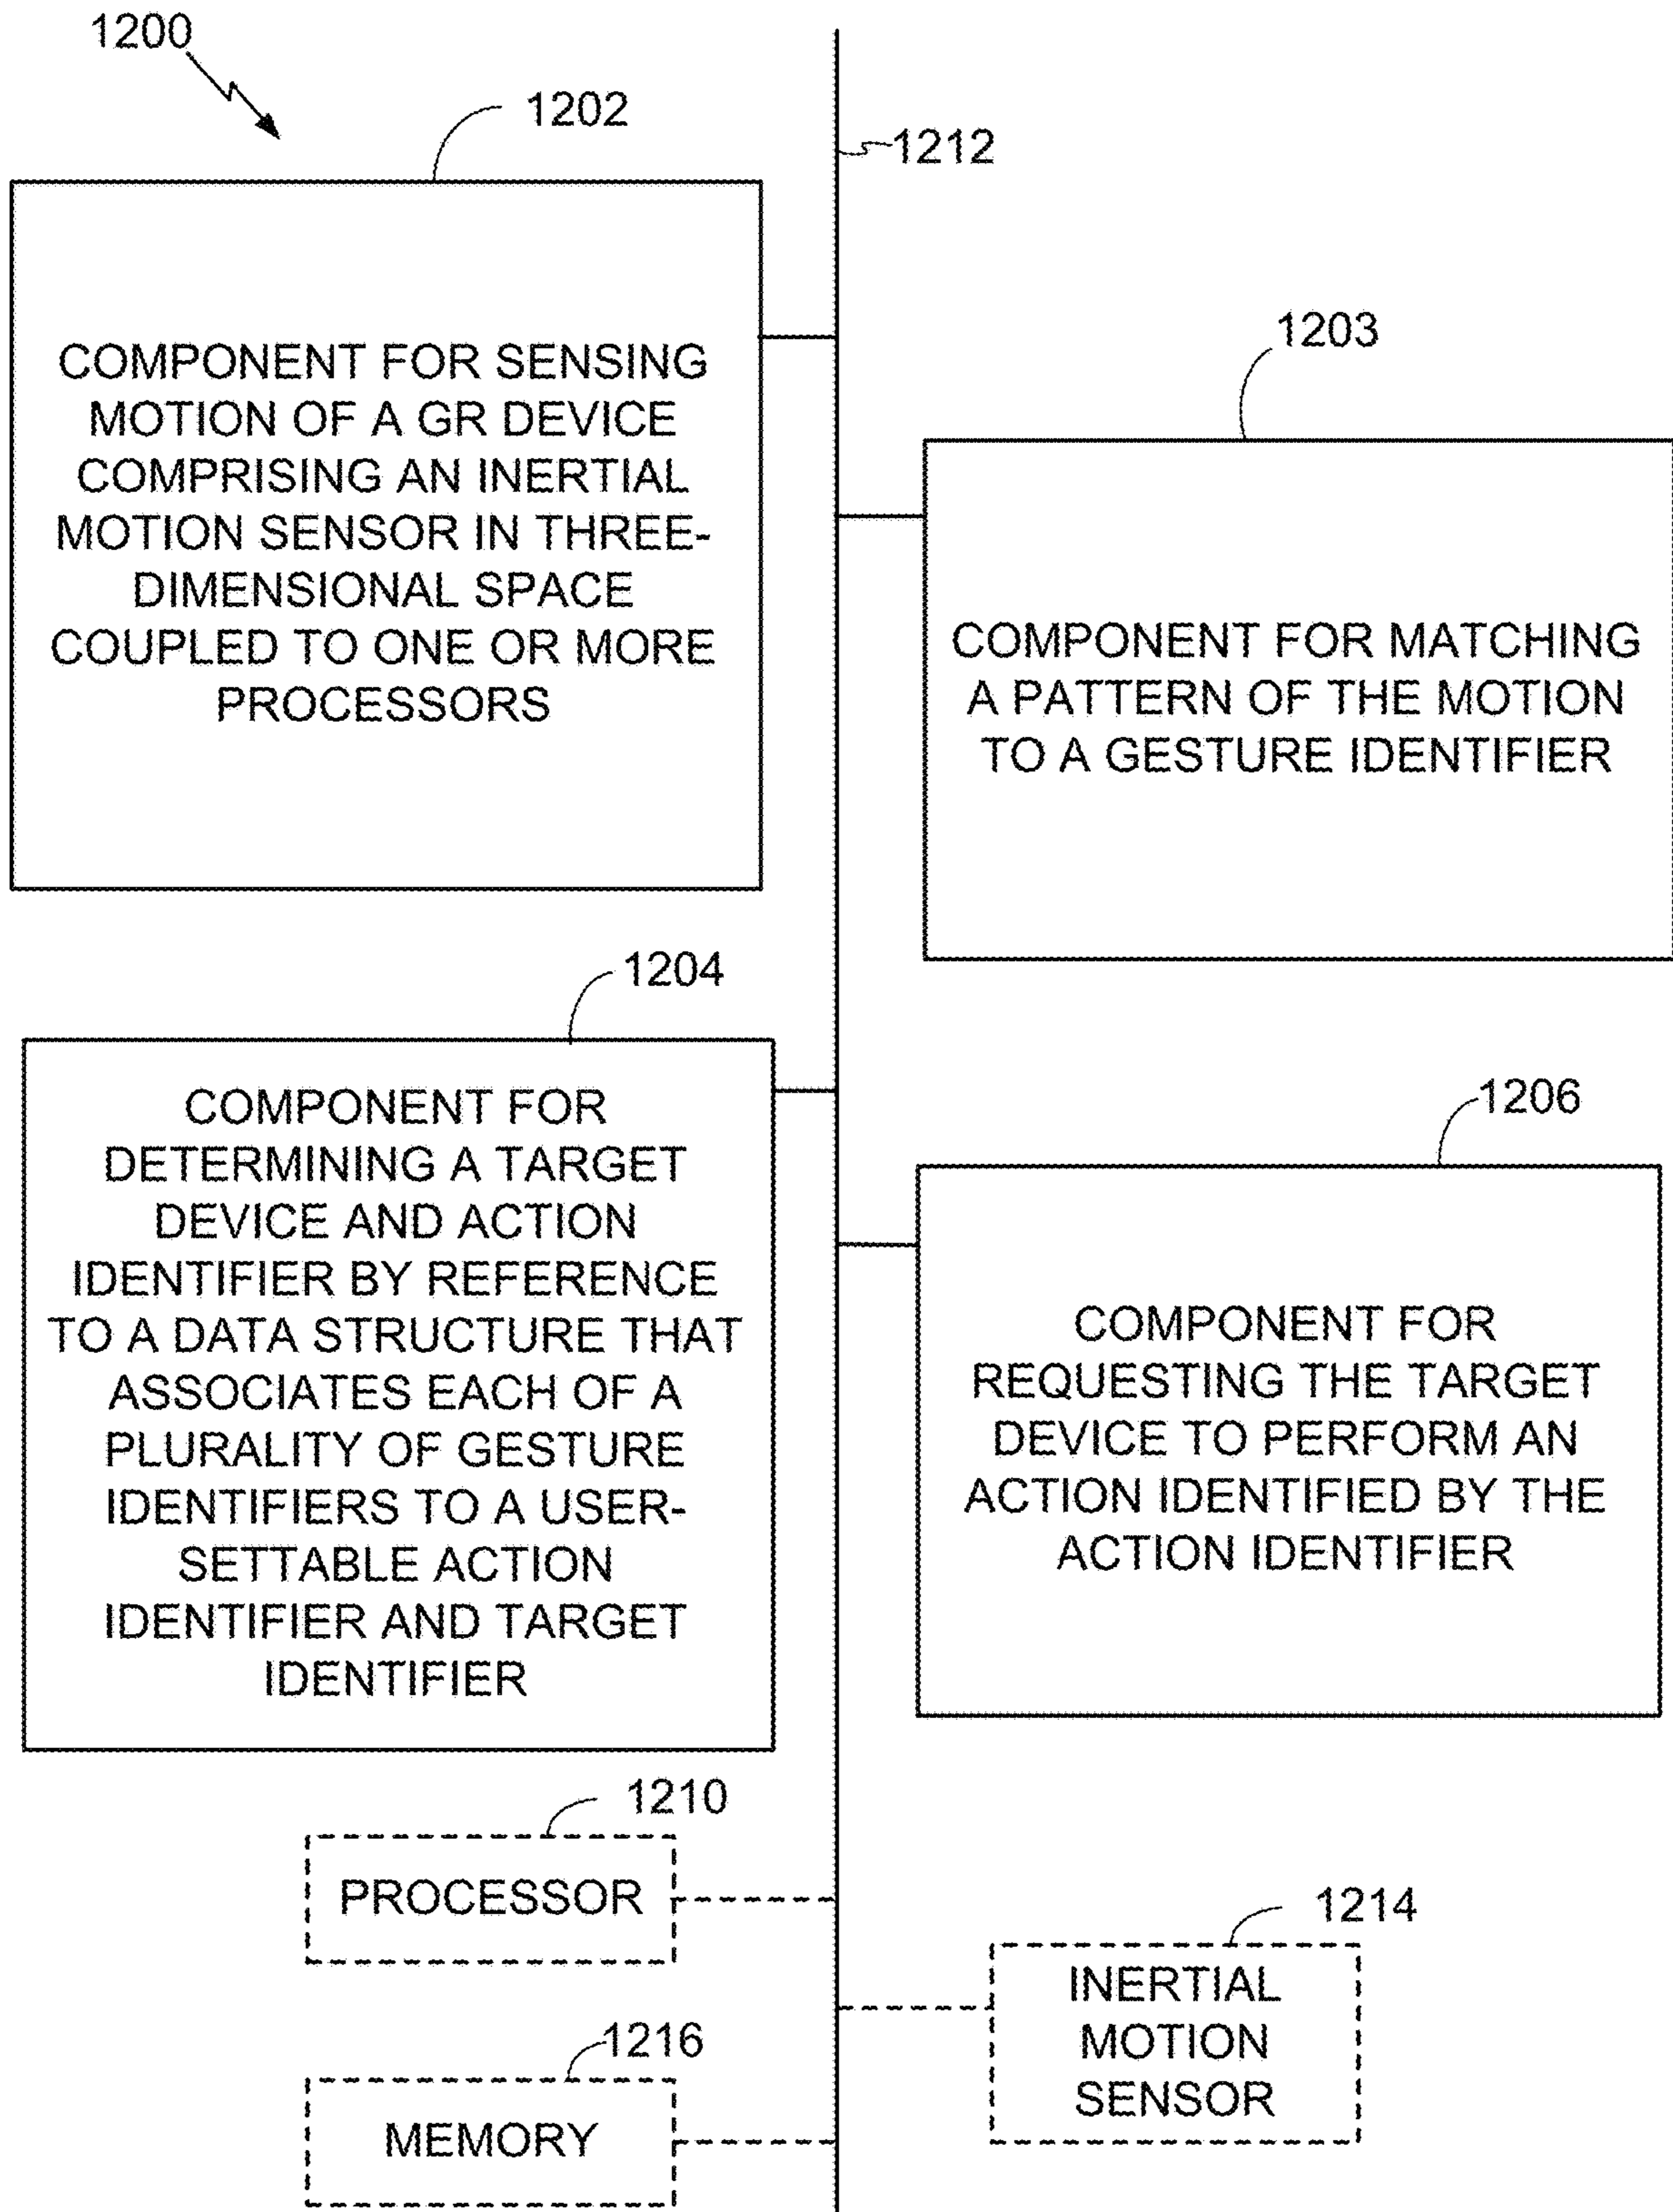 1200
1202
1212
COMPONENT FOR SENSING
MOTION OF A GR DEVICE
COMPRISING AN INERTIAL
MOTION SENSOR IN THREE-
DIMENSIONAL SPACE
COUPLED TO ONE OR MORE
PROCESSORS
1203
COMPONENT FOR MATCHING
A PATTERN OF THE MOTION
TO A GESTURE IDENTIFIER
1204
COMPONENT FOR
DETERMINING A TARGET
DEVICE AND ACTION
IDENTIFIER BY REFERENCE
TO A DATA STRUCTURE THAT
ASSOCIATES EACH OF A
PLURALITY OF GESTURE
IDENTIFIERS TO A USER-
SETTABLE ACTION
IDENTIFIER AND TARGET
IDENTIFIER
1206
COMPONENT FOR
REQUESTING THE TARGET
DEVICE TO PERFORM AN
ACTION IDENTIFIED BY THE
ACTION IDENTIFIER
1210
PROCESSOR
1214
INERTIAL
MOTION
SENSOR
1216
MEMORY